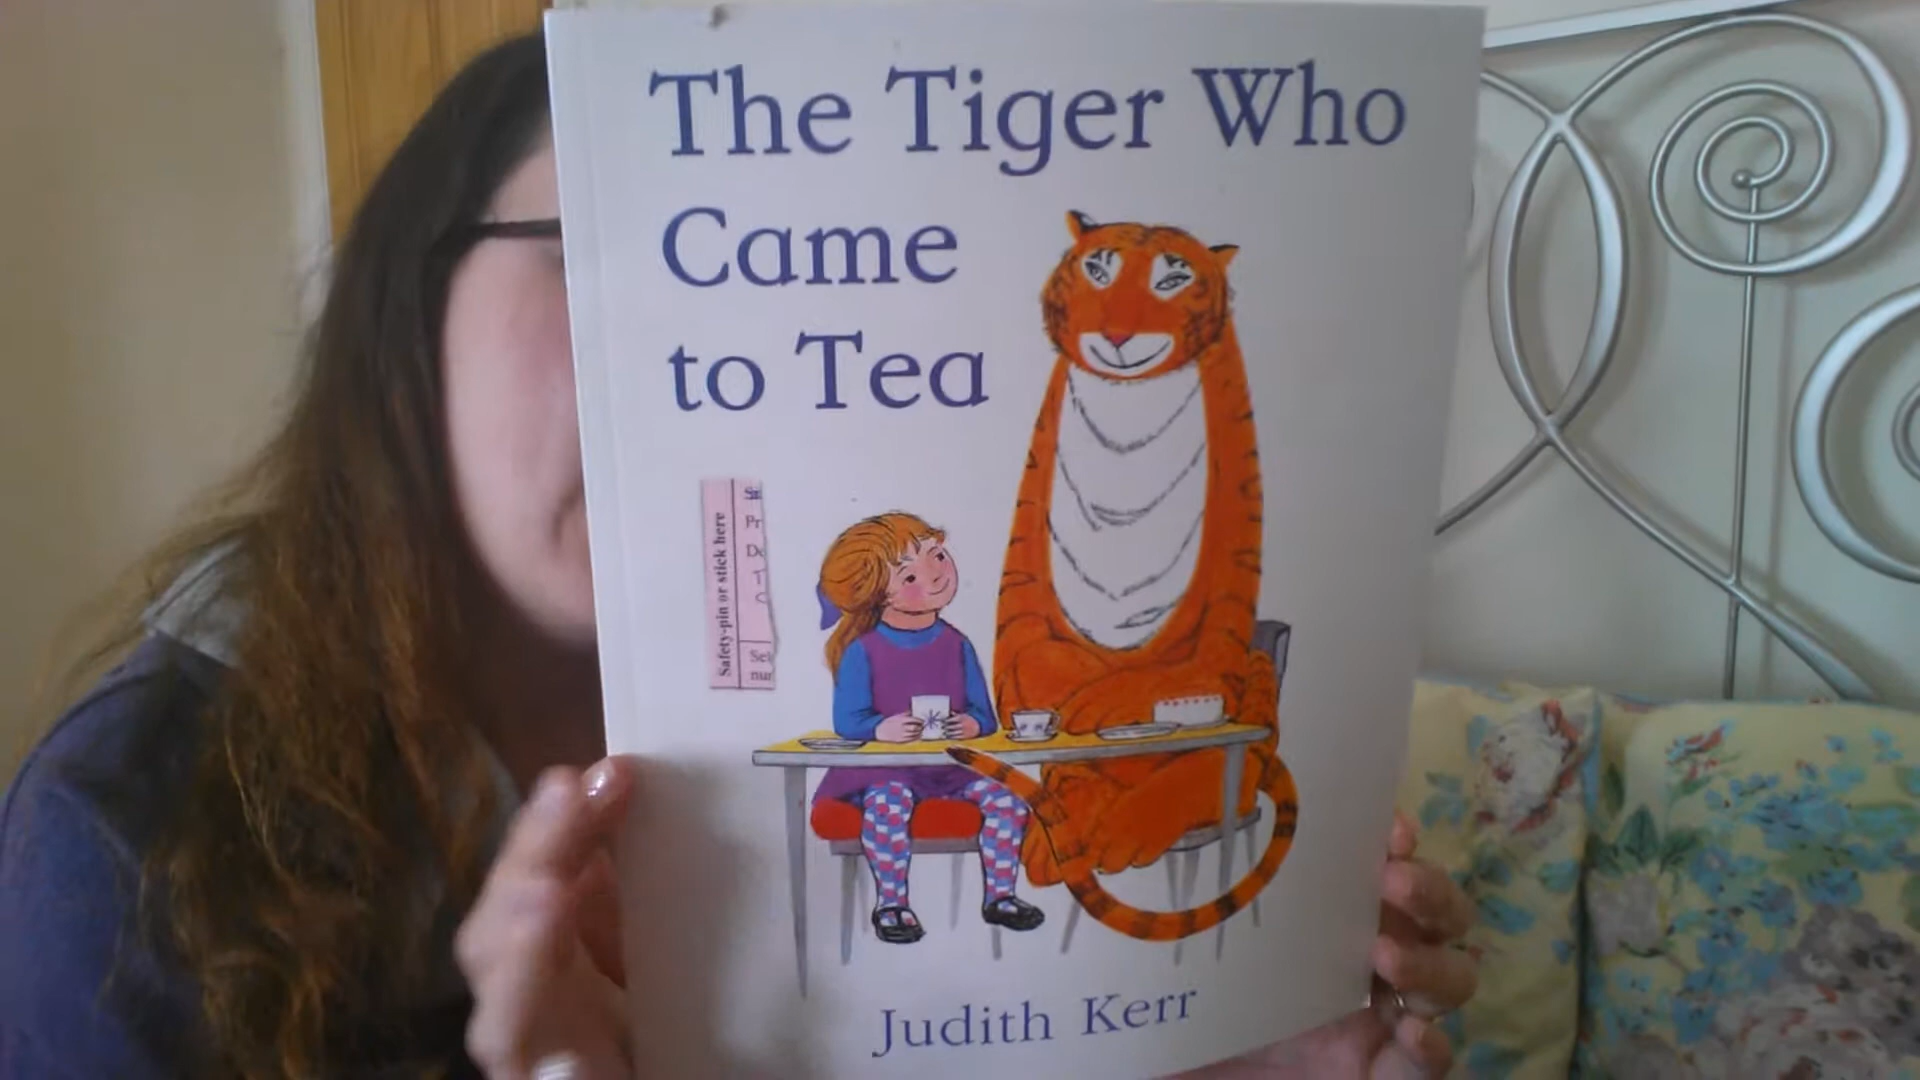 The Tiger Who
Came
to Tea
Safety-pin or stick here
Judith Kerr